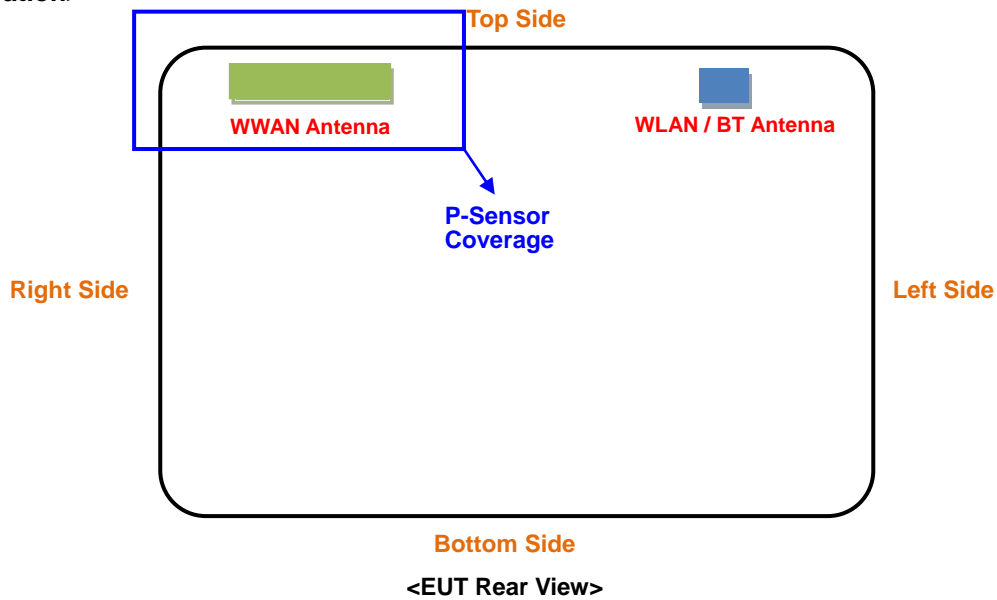 Top Side
WWAN Antenna
WLAN / BT Antenna
P-Sensor
Coverage
Right Side
Left Side
Bottom Side
<EUT Rear View>